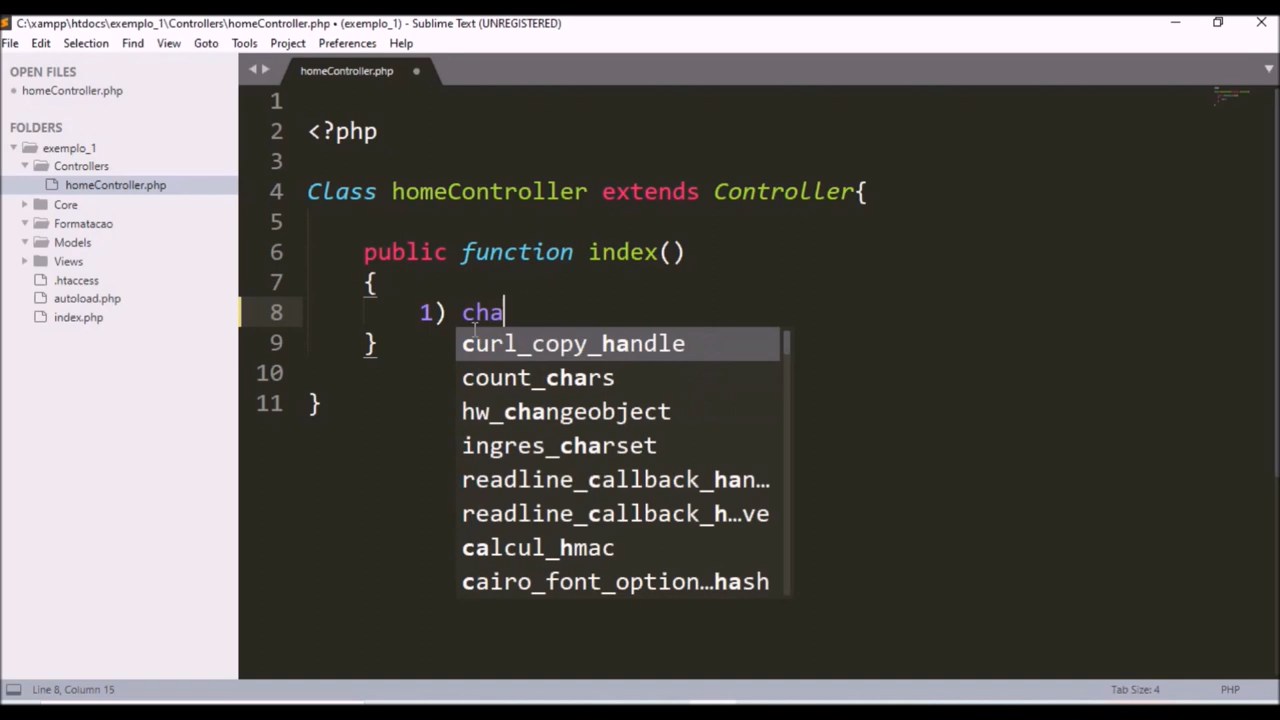 C:\xampp\htdocs\exemplo_1\Controllers\homeController.php • (exemplo_1) - Sublime Text (UNREGISTERED)
File Edit Selection Find View Goto Tools Project Preferences Help
OPEN FILES
homeController.php
FOLDERS
exemplo_1
Controllers
homeController.php
Core
Formatacao
Models
Views
.htaccess
autoload.php
index.php
homeController.php
1
2 <?php
3
4 Class homeController extends Controller{
5
6 public function index()
7 {
8 1) cha
9 }
10
11 }
curl_copy_handle
count_chars
hw_changeobject
ingres_charset
readline_callback_han…
readline_callback_h…ve
calcul_hmac
cairo_font_option…hash
Line 8, Column 15
Tab Size: 4
PHP